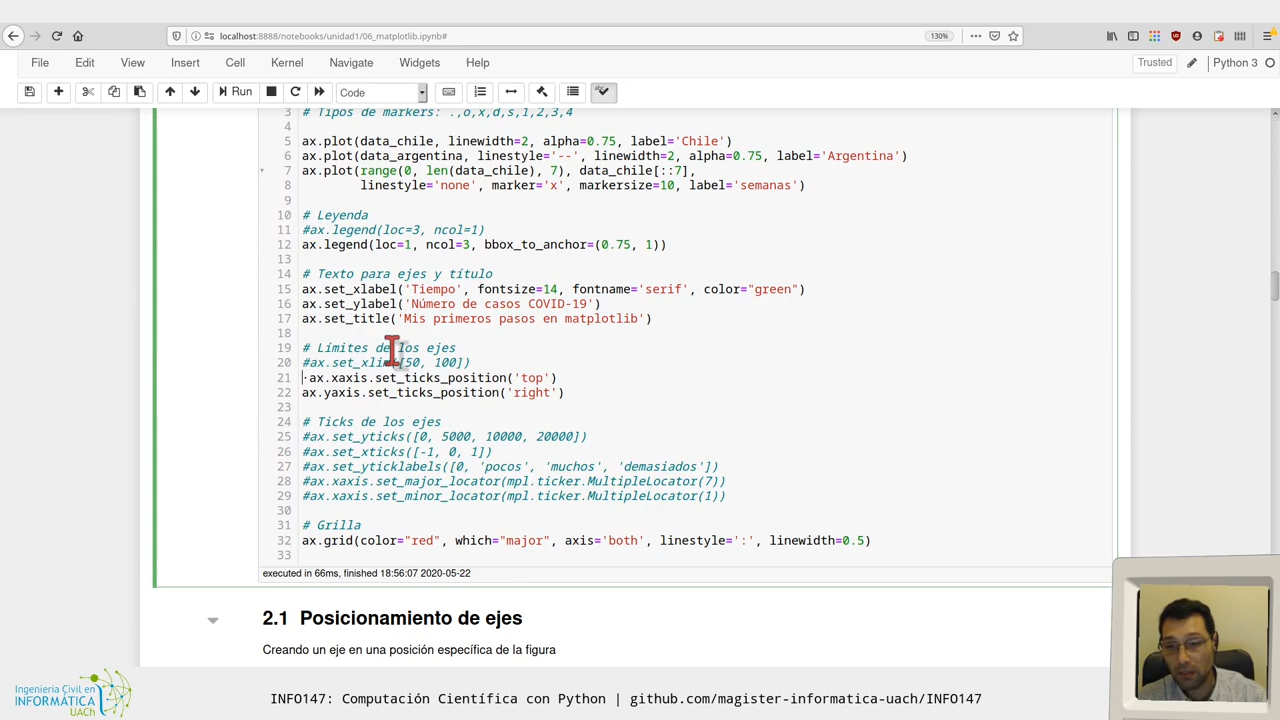 localhost:8888/notebooks/unidad1/06_matplotlib.ipynb#
130%
File Edit View Insert Cell Kernel Navigate Widgets Help
Trusted
Python 3
Run
Code
3 # Tipos de markers: .,o,x,d,s,1,2,3,4
4
5 ax.plot(data_chile, linewidth=2, alpha=0.75, label='Chile')
6 ax.plot(data_argentina, linestyle='--', linewidth=2, alpha=0.75, label='Argentina')
7 ax.plot(range(0, len(data_chile), 7), data_chile[::7],
8 linestyle='none', marker='x', markersize=10, label='semanas')
9
10 # Leyenda
11 #ax.legend(loc=3, ncol=1)
12 ax.legend(loc=1, ncol=3, bbox_to_anchor=(0.75, 1))
13
14 # Texto para ejes y título
15 ax.set_xlabel('Tiempo', fontsize=14, fontname='serif', color="green")
16 ax.set_ylabel('Número de casos COVID-19')
17 ax.set_title('Mis primeros pasos en matplotlib')
18
19 # Límites de los ejes
20 #ax.set_xlim([50, 100])
21 ax.xaxis.set_ticks_position('top')
22 ax.yaxis.set_ticks_position('right')
23
24 # Ticks de los ejes
25 #ax.set_yticks([0, 5000, 10000, 20000])
26 #ax.set_xticks([-1, 0, 1])
27 #ax.set_yticklabels([0, 'pocos', 'muchos', 'demasiados'])
28 #ax.xaxis.set_major_locator(mpl.ticker.MultipleLocator(7))
29 #ax.xaxis.set_minor_locator(mpl.ticker.MultipleLocator(1))
30
31 # Grilla
32 ax.grid(color="red", which="major", axis='both', linestyle=':', linewidth=0.5)
33
executed in 66ms, finished 18:56:07 2020-05-22
2.1 Posicionamiento de ejes
Creando un eje en una posición específica de la figura
Ingeniería Civil en
INFORMÁTICA
UACh
INFO147: Computación Científica con Python | github.com/magister-informatica-uach/INFO147